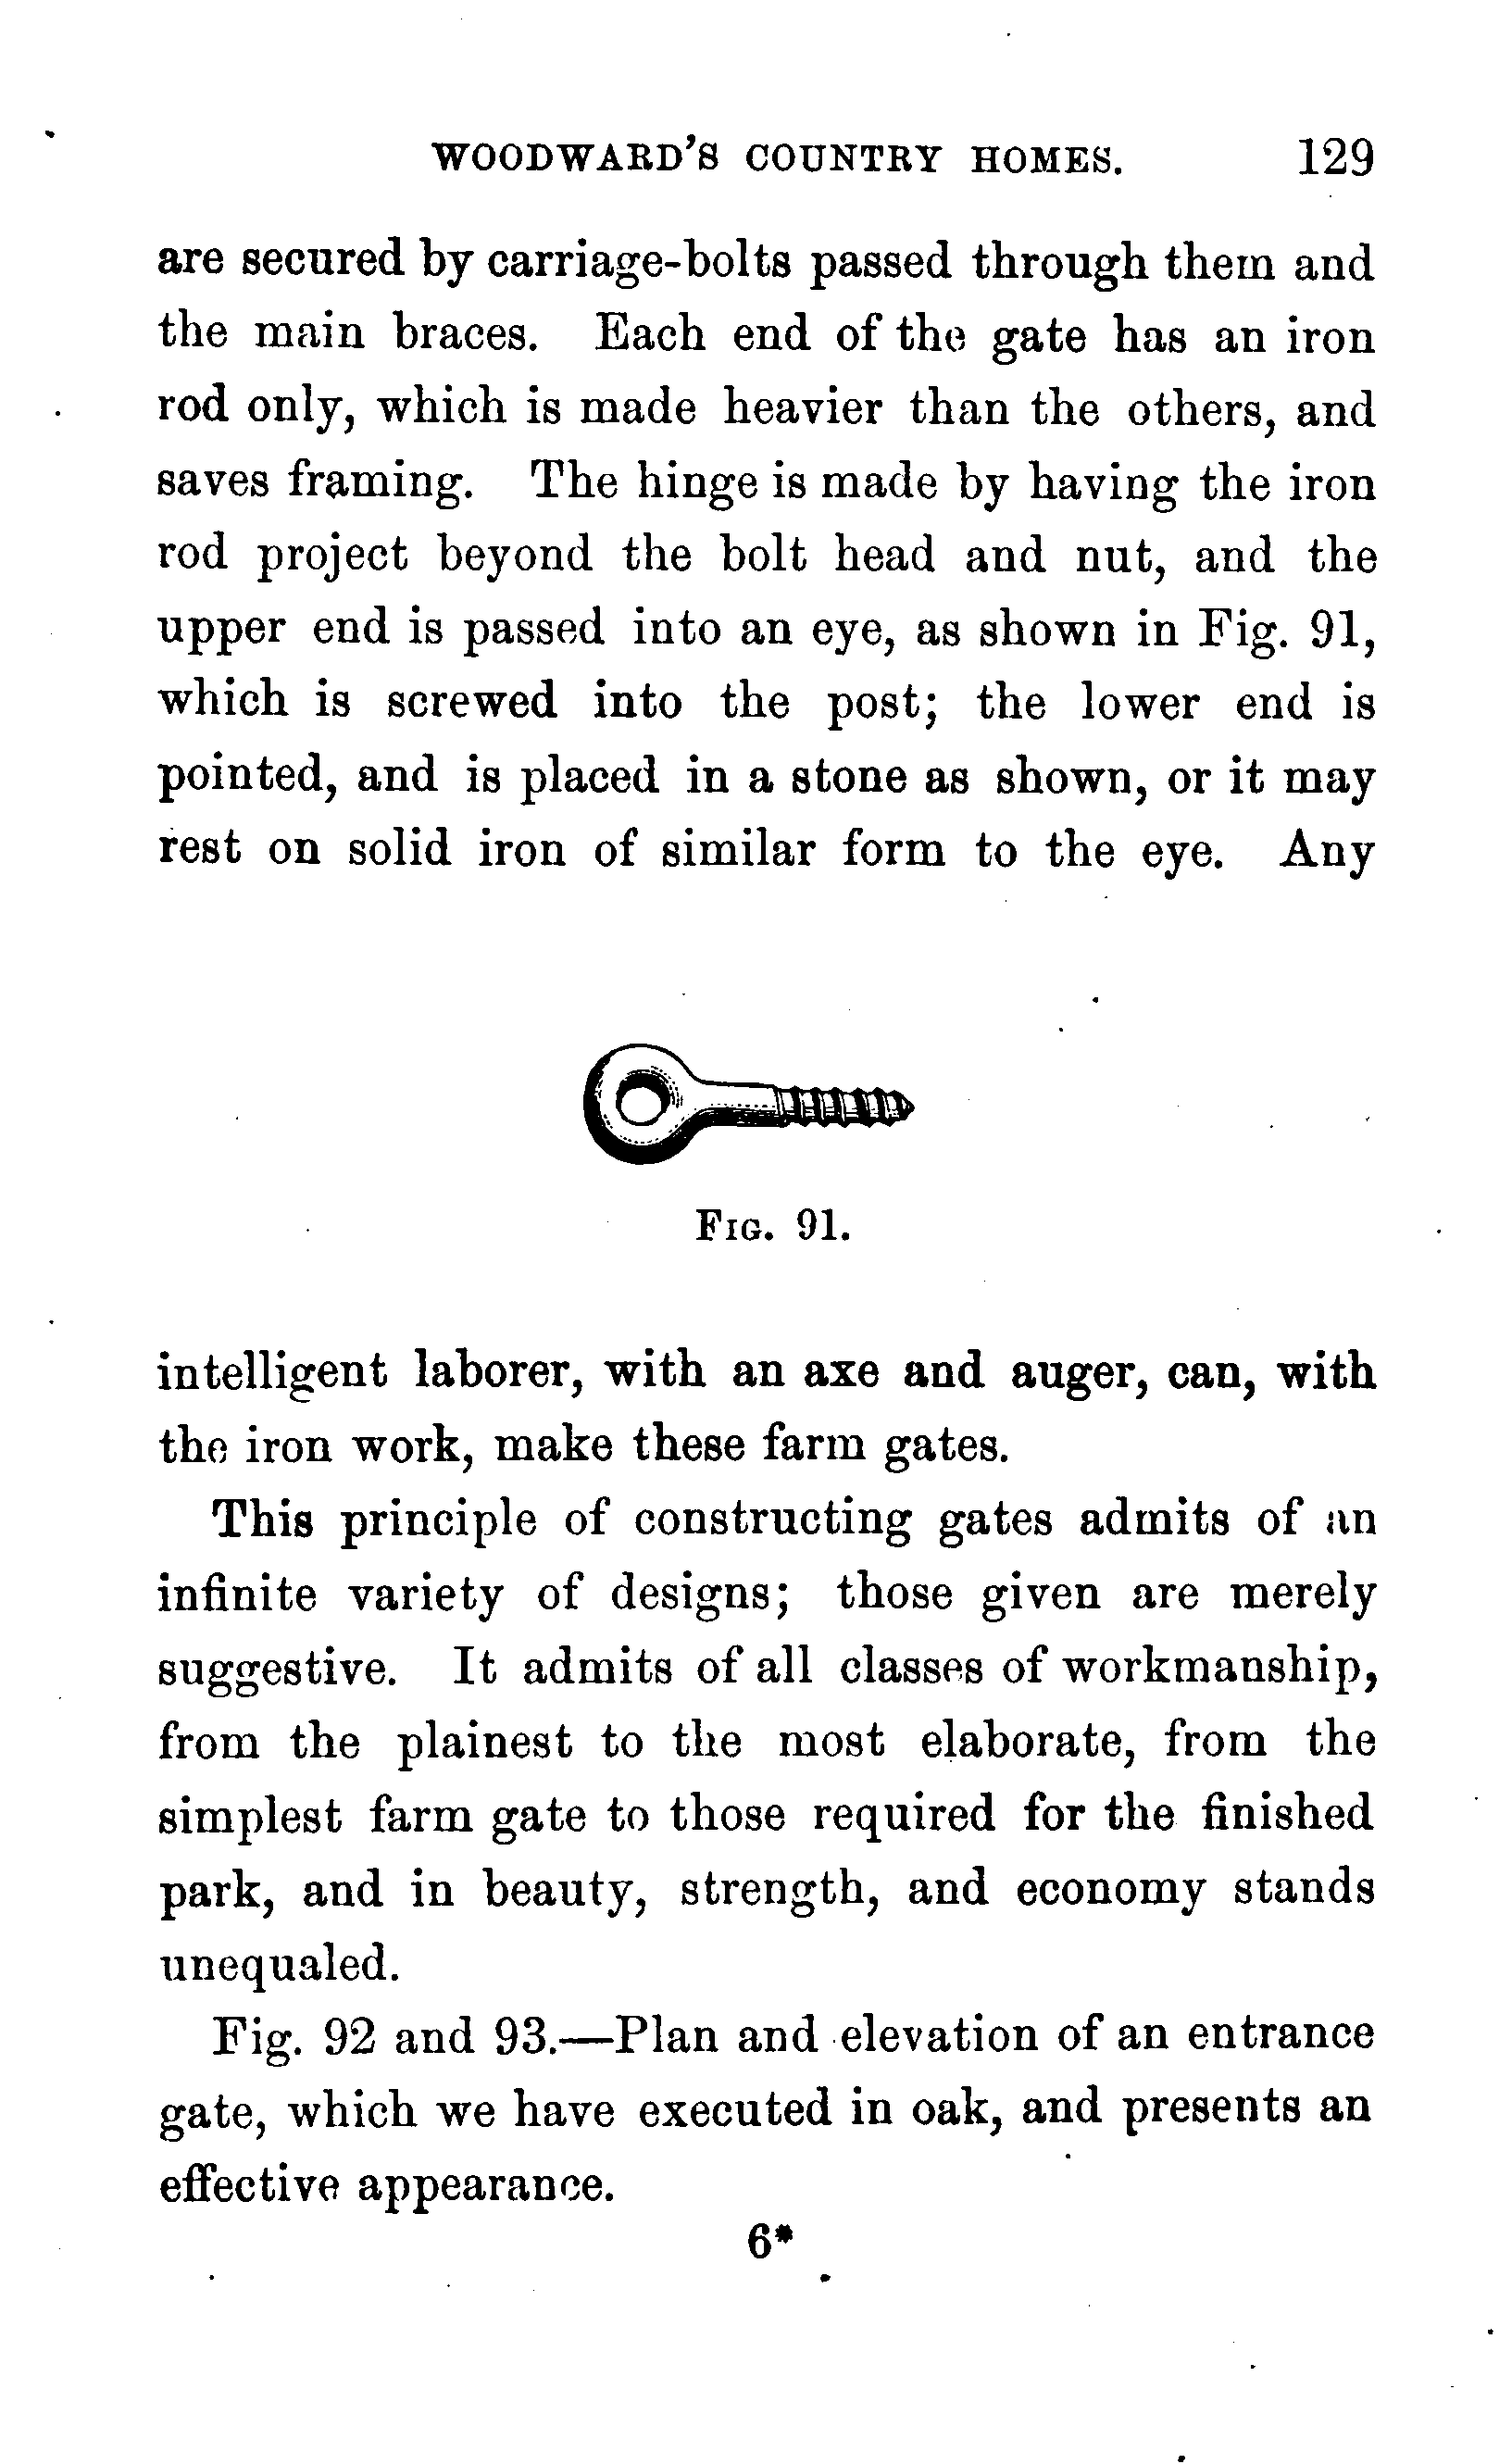 WOODWARD'S COUNTRY HOMES. 129
are secured by carriage-bolts passed through them and
the main braces. Each end of the gate has an iron
rod only, which is made heavier than the others, and
saves framing. The hinge is made by having the iron
rod project beyond the bolt head and nut, and the
upper end is passed into an eye, as shown in Fig. 91,
which is screwed into the post; the lower end is
pointed, and is placed in a stone as shown, or it may
rest on solid iron of similar form to the eye. Any
FIG. 91.
intelligent laborer, with an axe and auger, can, with
the iron work, make these farm gates.
This principle of constructing gates admits of an
infinite variety of designs; those given are merely
suggestive. It admits of all classes of workmanship,
from the plainest to the most elaborate, from the
simplest farm gate to those required for the finished
park, and in beauty, strength, and economy stands
unequaled.
Fig. 92 and 93.—Plan and elevation of an entrance
gate, which we have executed in oak, and presents an
effective appearance.
6*